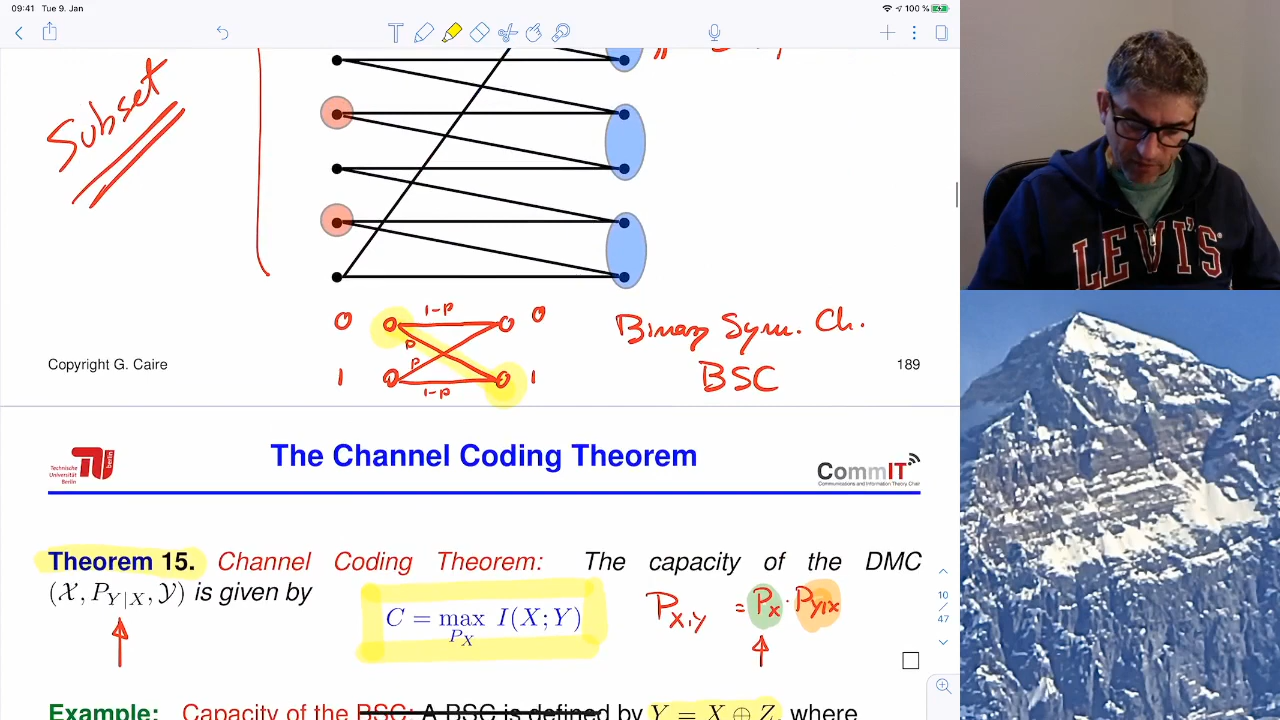 09:41 Tue 9. Jan
100 %
T
Subset
0 1-p 0
p
p
1 1-p 1
Binary Sym. Ch.
BSC
LEVI'S
Copyright G. Caire
189
Technische
Universität
Berlin
The Channel Coding Theorem
CommIT
Communications and Information Theory Chair
Theorem 15. Channel Coding Theorem: The capacity of the DMC
(X, P_{Y|X}, Y) is given by
C = max_{P_X} I(X; Y)
P_{X,Y} = P_X · P_{Y|X}
10
47
Example: Capacity of the BSC: A BSC is defined by Y = X ⊕ Z, where